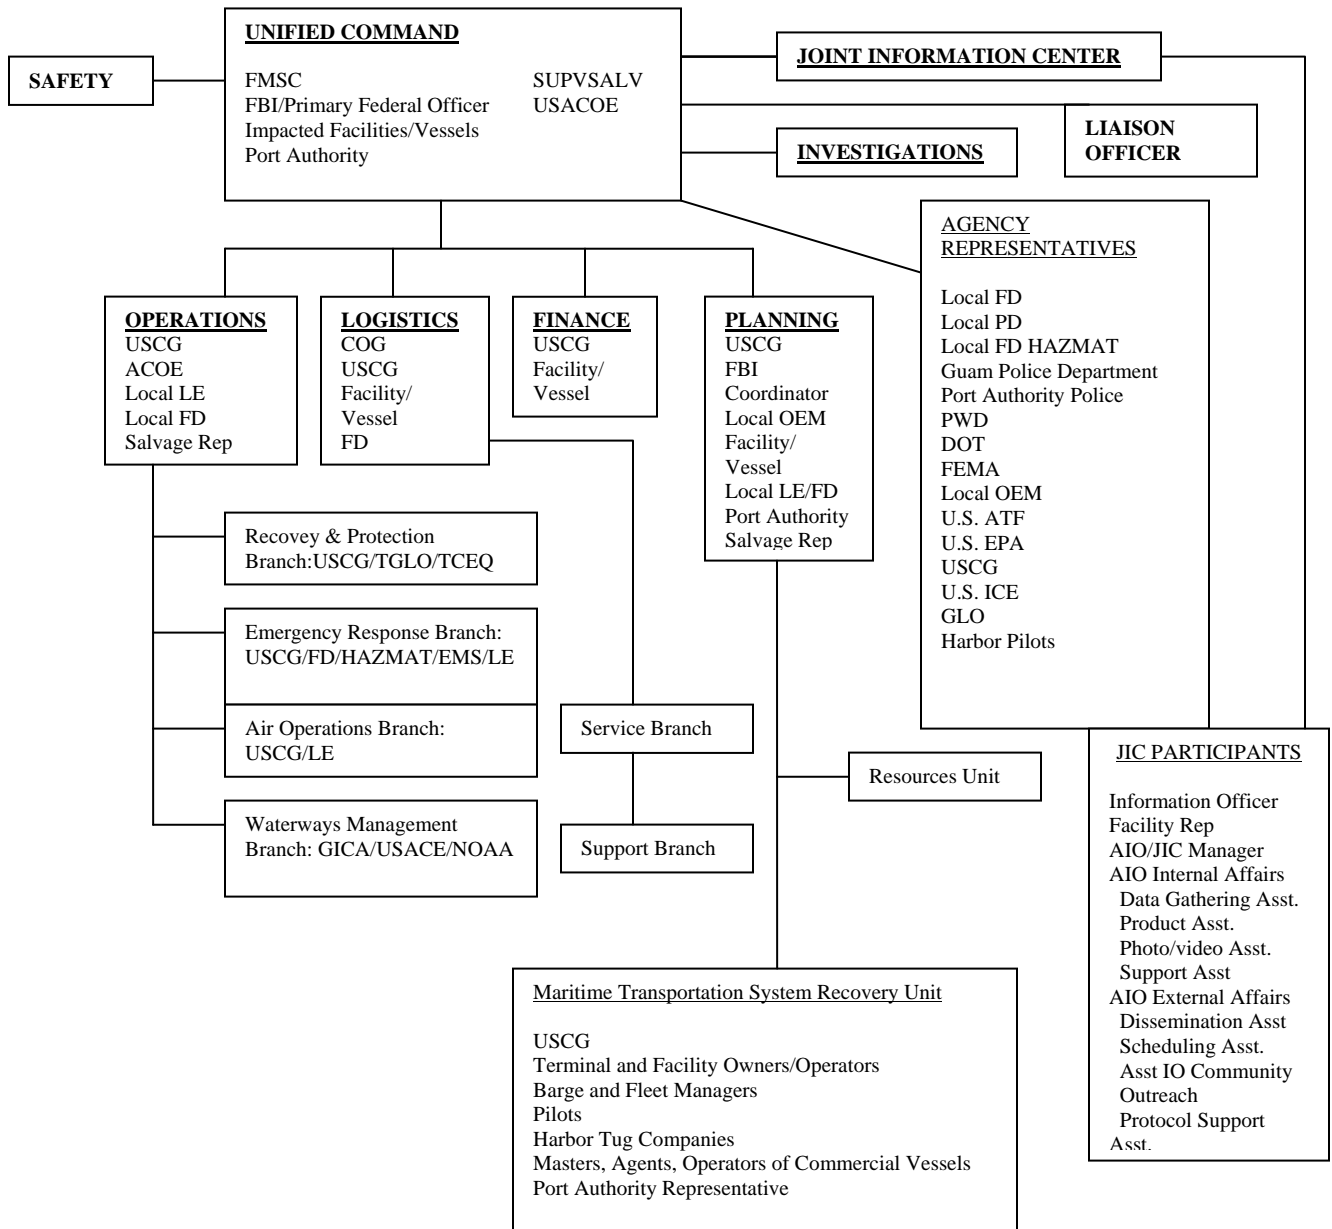 UNIFIED COMMAND
FMSC
FBI/Primary Federal Officer
Impacted Facilities/Vessels
Port Authority
SUPVSALV
USACOE
SAFETY
JOINT INFORMATION CENTER
LIAISON
OFFICER
INVESTIGATIONS
AGENCY
REPRESENTATIVES
Local FD
Local PD
Local FD HAZMAT
Guam Police Department
Port Authority Police
PWD
DOT
FEMA
Local OEM
U.S. ATF
U.S. EPA
USCG
U.S. ICE
GLO
Harbor Pilots
OPERATIONS
USCG
ACOE
Local LE
Local FD
Salvage Rep
LOGISTICS
COG
USCG
Facility/
Vessel
FD
FINANCE
USCG
Facility/
Vessel
PLANNING
USCG
FBI
Coordinator
Local OEM
Facility/
Vessel
Local LE/FD
Port Authority
Salvage Rep
Recovey & Protection
Branch:USCG/TGLO/TCEQ
Emergency Response Branch:
USCG/FD/HAZMAT/EMS/LE
Air Operations Branch:
USCG/LE
Waterways Management
Branch: GICA/USACE/NOAA
Service Branch
Support Branch
Resources Unit
JIC PARTICIPANTS
Information Officer
Facility Rep
AIO/JIC Manager
AIO Internal Affairs
Data Gathering Asst.
Product Asst.
Photo/video Asst.
Support Asst
AIO External Affairs
Dissemination Asst
Scheduling Asst.
Asst IO Community
Outreach
Protocol Support
Asst.
Maritime Transportation System Recovery Unit
USCG
Terminal and Facility Owners/Operators
Barge and Fleet Managers
Pilots
Harbor Tug Companies
Masters, Agents, Operators of Commercial Vessels
Port Authority Representative